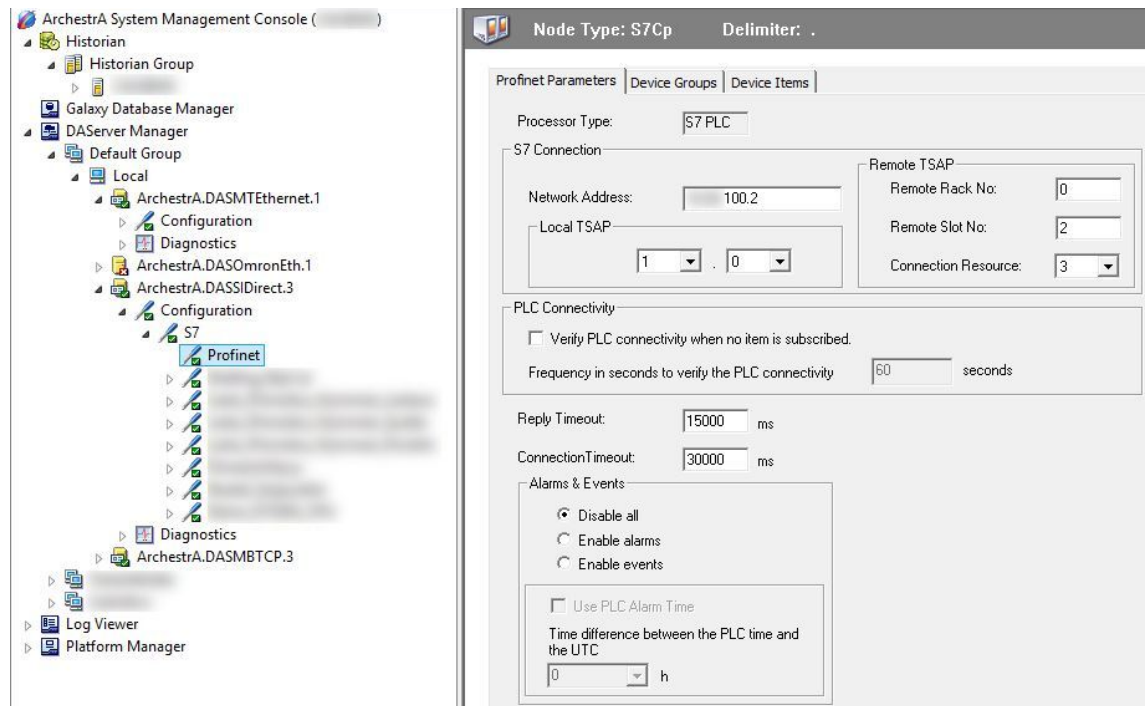 ArchestrA System Management Console ( )
Historian
Historian Group
Galaxy Database Manager
DAServer Manager
Default Group
Local
ArchestrA.DASMTEthernet.1
Configuration
Diagnostics
ArchestrA.DASOmronEth.1
ArchestrA.DASSIDirect.3
Configuration
S7
Profinet
Diagnostics
ArchestrA.DASMBTCP.3
Log Viewer
Platform Manager
Node Type: S7Cp Delimiter: .
Profinet Parameters Device Groups Device Items
Processor Type: S7 PLC
S7 Connection
Remote TSAP
Network Address: 100.2
Remote Rack No: 0
Local TSAP
Remote Slot No: 2
1 . 0
Connection Resource: 3
PLC Connectivity
Verify PLC connectivity when no item is subscribed.
Frequency in seconds to verify the PLC connectivity 60 seconds
Reply Timeout: 15000 ms
ConnectionTimeout: 30000 ms
Alarms & Events
Disable all
Enable alarms
Enable events
Use PLC Alarm Time
Time difference between the PLC time and
the UTC
0 h